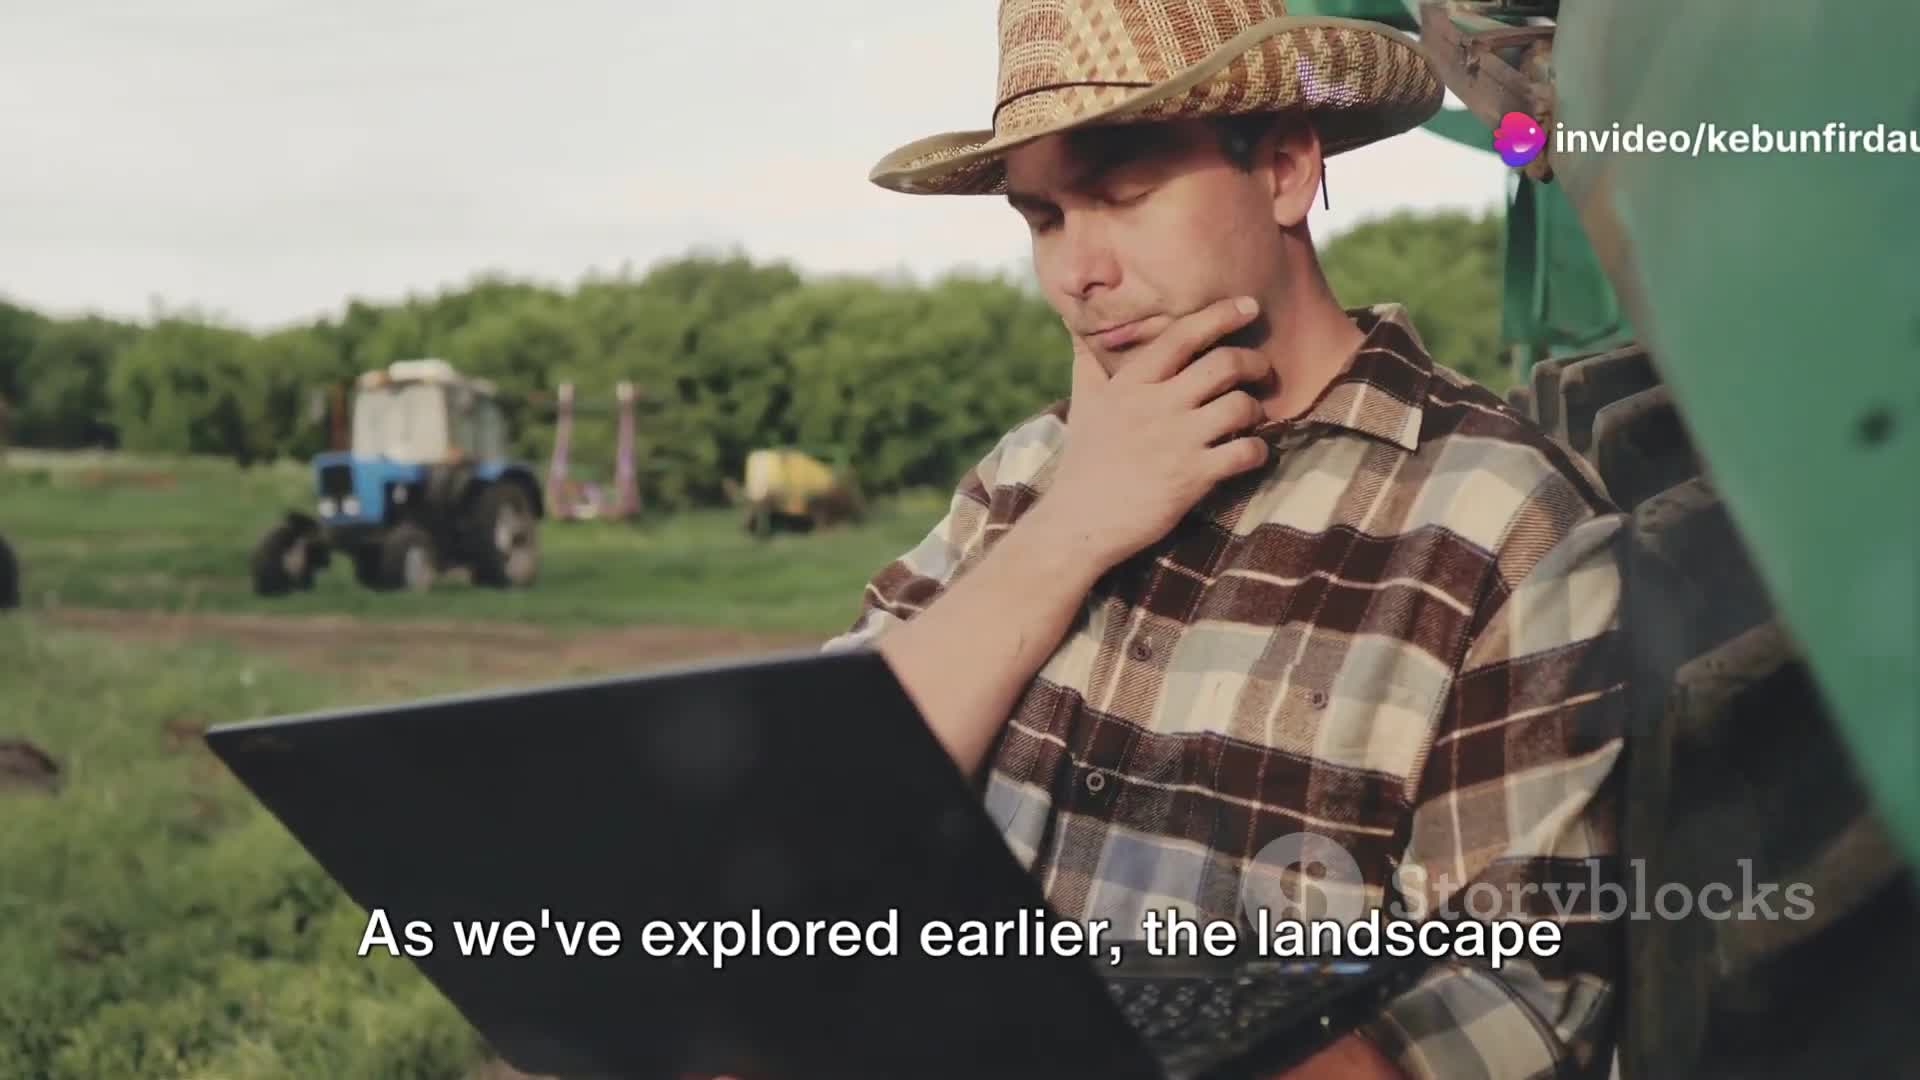 invideo/kebunfirdau
Storyblocks
As we've explored earlier, the landscape